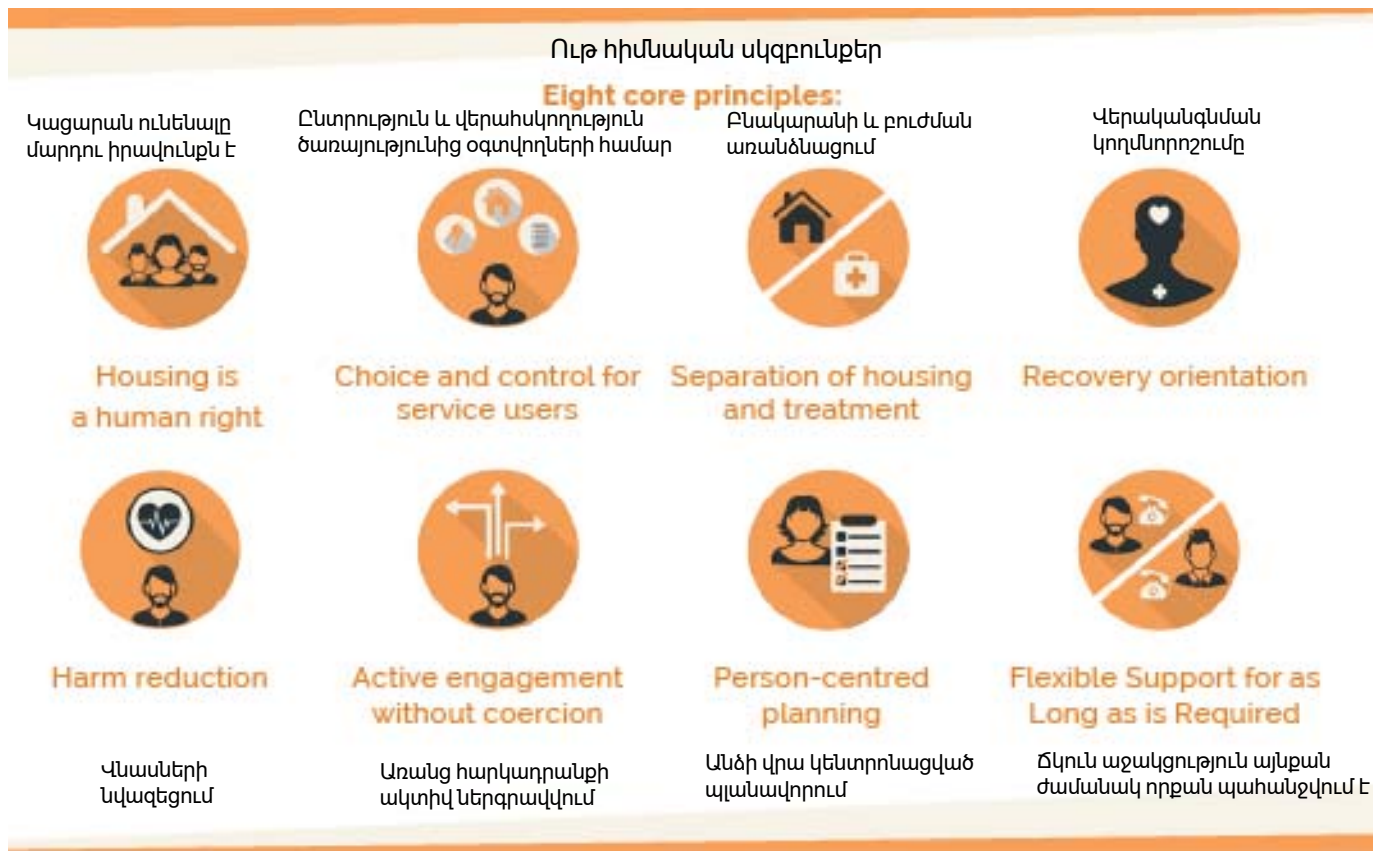 Ութ հիմնական սկզբունքեր
Eight core principles:
Կացարան ունենալը
մարդու իրավունքն է
Ընտրություն և վերահսկողություն
ծառայությունից օգտվողների համար
Բնակարանի և բուժման
առանձնացում
Վերականգնման
կողմնորոշումը
Housing is
a human right
Choice and control for
service users
Separation of housing
and treatment
Recovery orientation
Harm reduction
Active engagement
without coercion
Person-centred
planning
Flexible Support for as
Long as is Required
Վնասների
նվազեցում
Առանց հարկադրանքի
ակտիվ ներգրավվում
Անձի վրա կենտրոնացված
պլանավորում
Ճկուն աջակցություն այնքան
ժամանակ որքան պահանջվում է